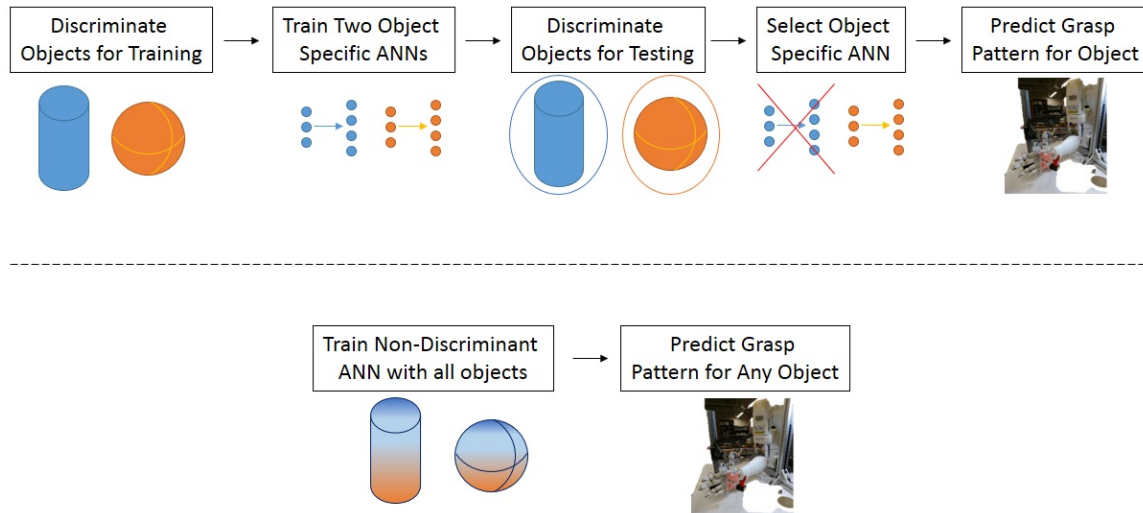 Discriminate
Objects for Training
Train Two Object
Specific ANNs
Discriminate
Objects for Testing
Select Object
Specific ANN
Predict Grasp
Pattern for Object
Train Non-Discriminant
ANN with all objects
Predict Grasp
Pattern for Any Object